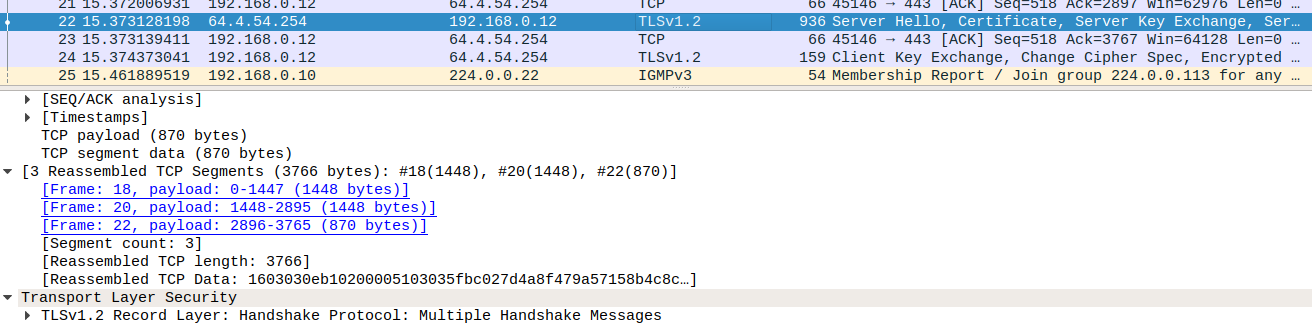 21 15.372006931 192.168.0.12 64.4.54.254 TCP 66 45146 → 443 [ACK] Seq=518 Ack=2897 Win=62976 Len=0 …
22 15.373128198 64.4.54.254 192.168.0.12 TLSv1.2 936 Server Hello, Certificate, Server Key Exchange, Ser…
23 15.373139411 192.168.0.12 64.4.54.254 TCP 66 45146 → 443 [ACK] Seq=518 Ack=3767 Win=64128 Len=0 …
24 15.374373041 192.168.0.12 64.4.54.254 TLSv1.2 159 Client Key Exchange, Change Cipher Spec, Encrypted …
25 15.461889519 192.168.0.10 224.0.0.22 IGMPv3 54 Membership Report / Join group 224.0.0.113 for any …
[SEQ/ACK analysis]
[Timestamps]
TCP payload (870 bytes)
TCP segment data (870 bytes)
[3 Reassembled TCP Segments (3766 bytes): #18(1448), #20(1448), #22(870)]
[Frame: 18, payload: 0-1447 (1448 bytes)]
[Frame: 20, payload: 1448-2895 (1448 bytes)]
[Frame: 22, payload: 2896-3765 (870 bytes)]
[Segment count: 3]
[Reassembled TCP length: 3766]
[Reassembled TCP Data: 1603030eb10200005103035fbc027d4a8f479a57158b4c8c…]
Transport Layer Security
TLSv1.2 Record Layer: Handshake Protocol: Multiple Handshake Messages